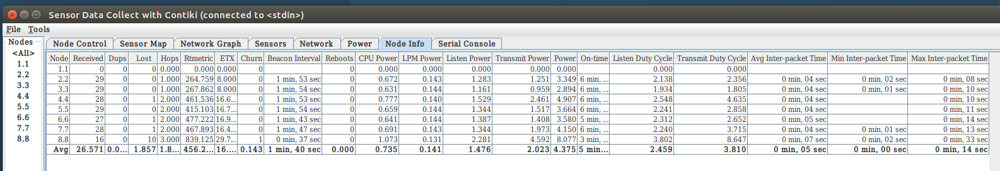 Sensor Data Collect with Contiki (connected to <stdin>)
File Tools
Nodes
<All>
1.1
2.2
3.3
4.4
5.5
6.6
7.7
8.8
Node Control Sensor Map Network Graph Sensors Network Power Node Info Serial Console
Node Received Dups Lost Hops Rtmetric ETX Churn Beacon Interval Reboots CPU Power LPM Power Listen Power Transmit Power Power On-time Listen Duty Cycle Transmit Duty Cycle Avg Inter-packet Time Min Inter-packet Time Max Inter-packet Time
1.1 0 0 0 0.000 0.000 0.000 0 0 0.000 0.000 0.000 0.000 0.000 0.000 0.000
2.2 29 0 0 1.000 264.759 8.000 0 1 min, 53 sec 0 0.672 0.143 1.283 1.251 3.349 6 min, ... 2.138 2.356 0 min, 04 sec 0 min, 02 sec 0 min, 08 sec
3.3 29 0 0 1.000 267.862 8.000 0 1 min, 54 sec 0 0.631 0.144 1.161 0.959 2.894 6 min, ... 1.934 1.805 0 min, 04 sec 0 min, 01 sec 0 min, 10 sec
4.4 28 0 1 2.000 461.536 16.6... 0 1 min, 53 sec 0 0.777 0.140 1.529 2.461 4.907 6 min, ... 2.548 4.635 0 min, 04 sec 0 min, 10 sec
5.5 29 0 0 2.000 415.103 16.7... 0 1 min, 54 sec 0 0.659 0.144 1.344 1.517 3.664 6 min, ... 2.241 2.858 0 min, 04 sec 0 min, 11 sec
6.6 27 0 1 2.000 477.222 16.9... 0 1 min, 43 sec 0 0.641 0.144 1.387 1.408 3.580 5 min, ... 2.312 2.652 0 min, 05 sec 0 min, 14 sec
7.7 28 0 1 2.000 467.893 16.4... 0 1 min, 47 sec 0 0.691 0.143 1.344 1.973 4.150 6 min, ... 2.240 3.715 0 min, 04 sec 0 min, 01 sec 0 min, 13 sec
8.8 16 0 10 3.000 839.125 29.7... 1 0 min, 37 sec 0 1.073 0.131 2.281 4.592 8.077 3 min, ... 3.802 8.647 0 min, 07 sec 0 min, 02 sec 0 min, 33 sec
Avg 26.571 0.0... 1.857 1.8... 456.2... 16.... 0.143 1 min, 40 sec 0.000 0.735 0.141 1.476 2.023 4.375 5 min... 2.459 3.810 0 min, 05 sec 0 min, 00 sec 0 min, 14 sec